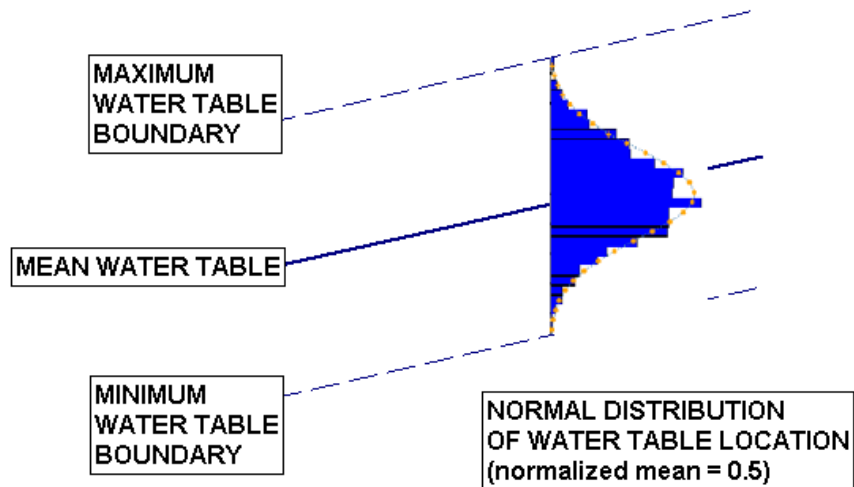 MAXIMUM
WATER TABLE
BOUNDARY
MEAN WATER TABLE
MINIMUM
WATER TABLE
BOUNDARY
NORMAL DISTRIBUTION
OF WATER TABLE LOCATION
(normalized mean = 0.5)